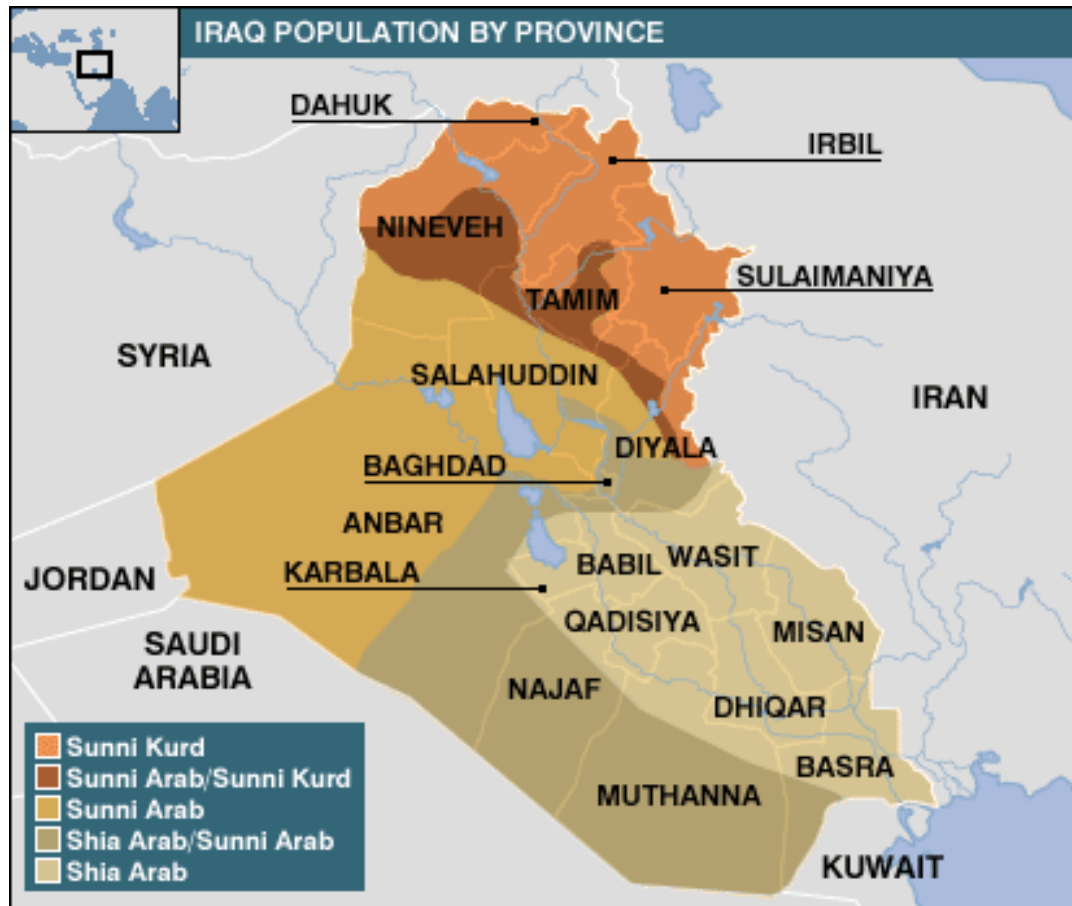 IRAQ POPULATION BY PROVINCE
DAHUK
IRBIL
NINEVEH
SULAIMANIYA
TAMIM
SYRIA
SALAHUDDIN
IRAN
DIYALA
BAGHDAD
ANBAR
BABIL
WASIT
KARBALA
JORDAN
QADISIYA
MISAN
SAUDI
ARABIA
NAJAF
DHIQAR
BASRA
MUTHANNA
KUWAIT
Sunni Kurd
Sunni Arab/Sunni Kurd
Sunni Arab
Shia Arab/Sunni Arab
Shia Arab